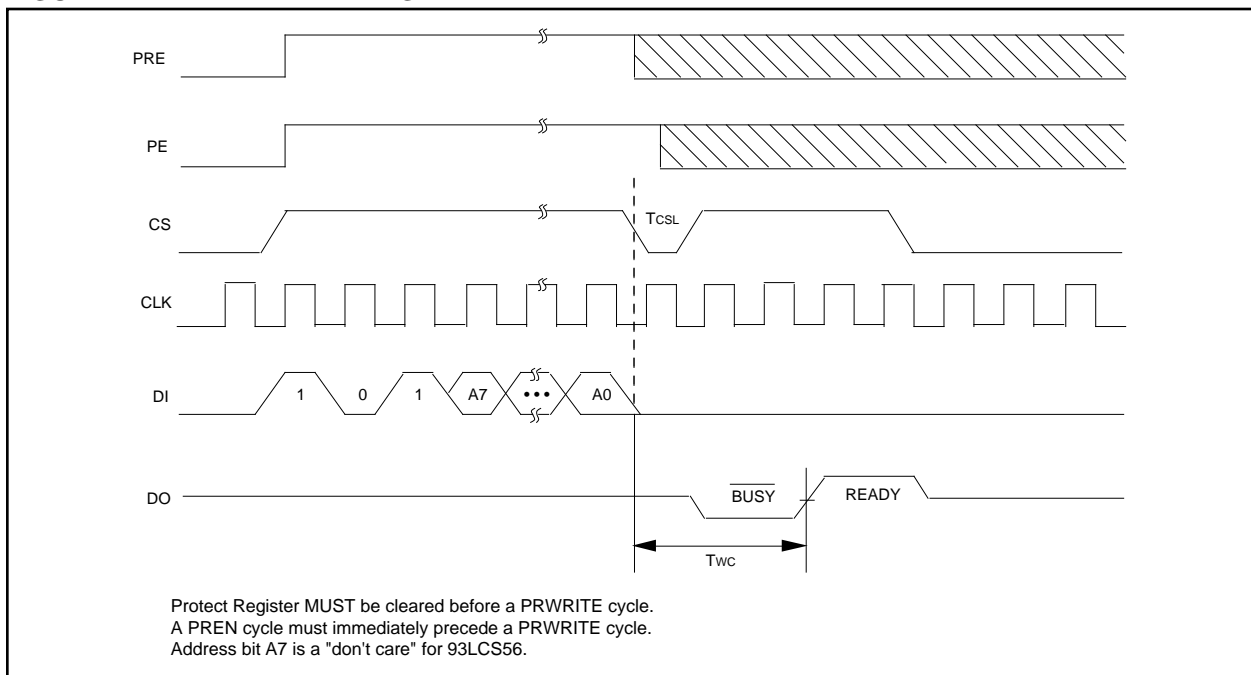 PRE
PE
CS
TCSL
CLK
DI
1 0 1 A7 ••• A0
DO
BUSY
READY
TWC
Protect Register MUST be cleared before a PRWRITE cycle.
A PREN cycle must immediately precede a PRWRITE cycle.
Address bit A7 is a "don't care" for 93LCS56.